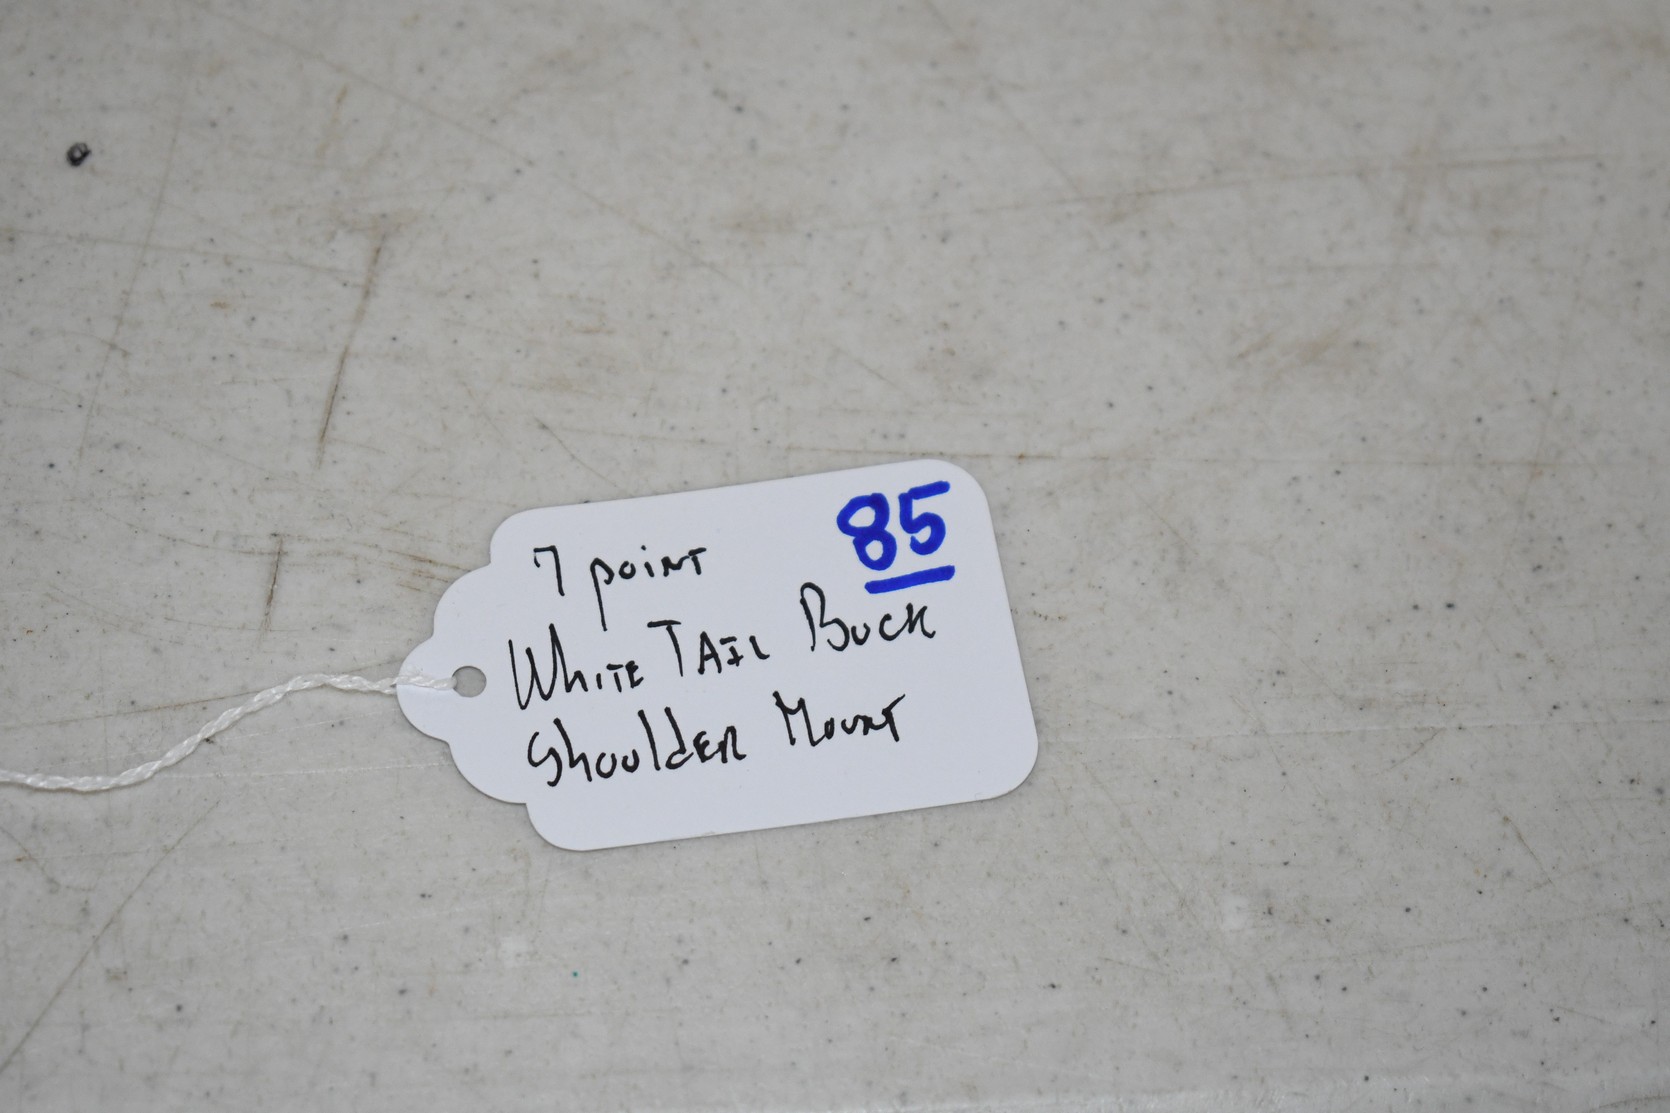 85
7 point
White Tail Buck
Shoulder Mount